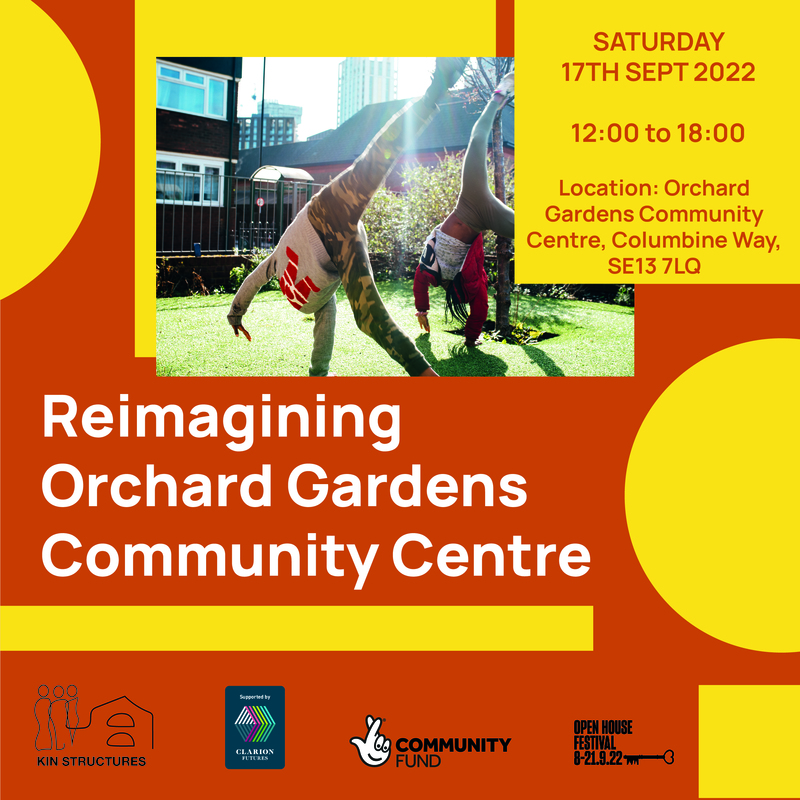 SATURDAY
17TH SEPT 2022
12:00 to 18:00
Location: Orchard
Gardens Community
Centre, Columbine Way,
SE13 7LQ
Reimagining
Orchard Gardens
Community Centre
KIN STRUCTURES
Supported by
CLARION
FUTURES
COMMUNITY
FUND
OPEN HOUSE
FESTIVAL
8-21.9.22